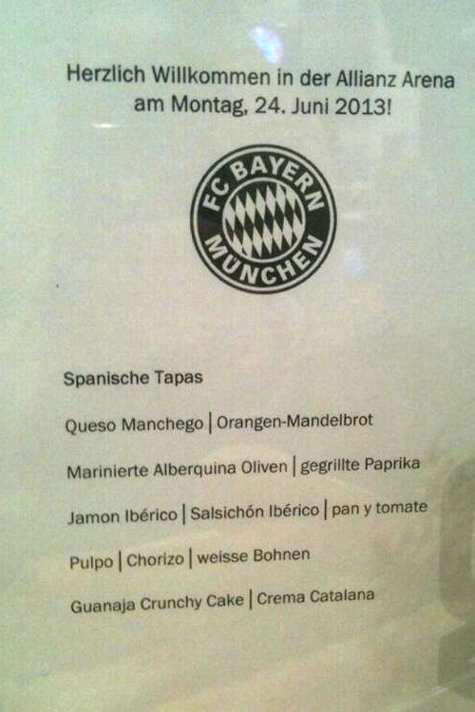 Herzlich Willkommen in der Allianz Arena
am Montag, 24. Juni 2013!
FC BAYERN
MÜNCHEN
Spanische Tapas
Queso Manchego | Orangen-Mandelbrot
Marinierte Alberquina Oliven | gegrillte Paprika
Jamon Ibérico | Salsichón Ibérico | pan y tomate
Pulpo | Chorizo | weisse Bohnen
Guanaja Crunchy Cake | Crema Catalana